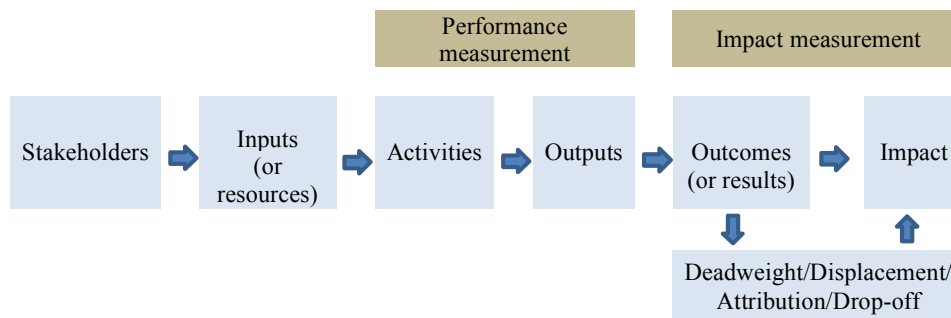 Performance
measurement
Impact measurement
Stakeholders
Inputs
(or
resources)
Activities
Outputs
Outcomes
(or results)
Impact
Deadweight/Displacement/
Attribution/Drop-off